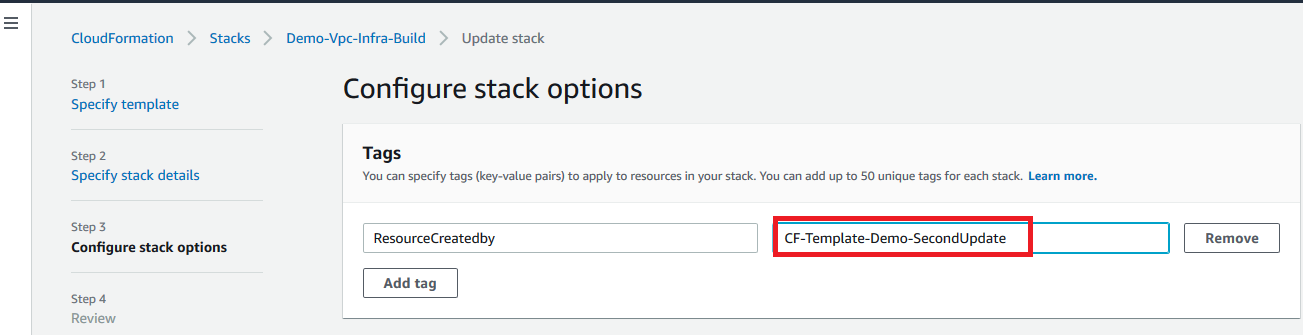 CloudFormation > Stacks > Demo-Vpc-Infra-Build > Update stack
Step 1
Specify template
Step 2
Specify stack details
Step 3
Configure stack options
Step 4
Review
Configure stack options
Tags
You can specify tags (key-value pairs) to apply to resources in your stack. You can add up to 50 unique tags for each stack. Learn more.
ResourceCreatedby CF-Template-Demo-SecondUpdate Remove
Add tag